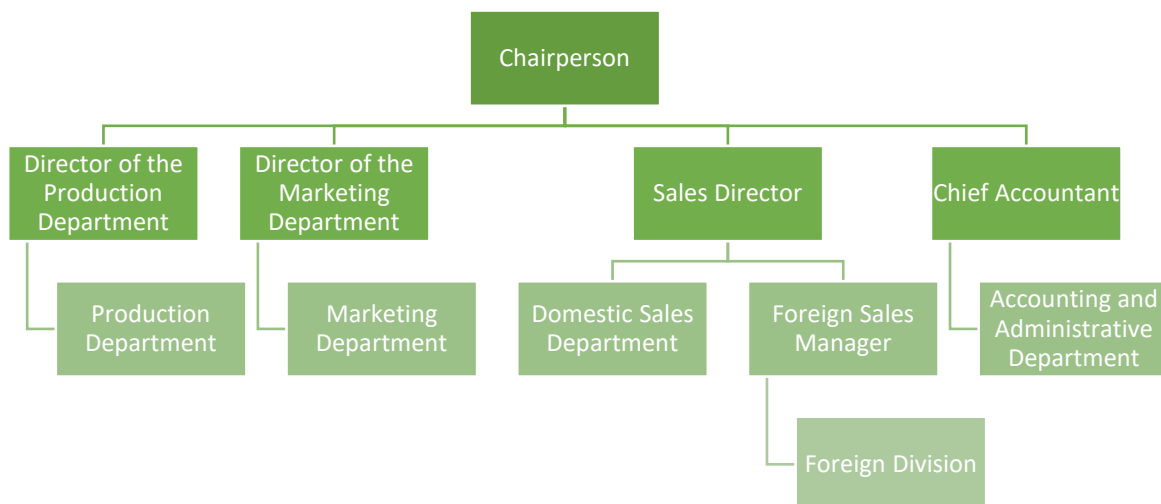 Chairperson
Director of the
Production
Department
Director of the
Marketing
Department
Sales Director
Chief Accountant
Production
Department
Marketing
Department
Domestic Sales
Department
Foreign Sales
Manager
Accounting and
Administrative
Department
Foreign Division